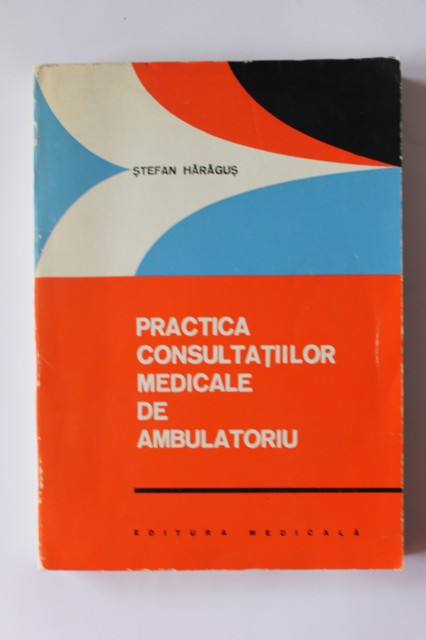 ŞTEFAN HĂRĂGUŞ
PRACTICA
CONSULTAŢIILOR
MEDICALE
DE
AMBULATORIU
EDITURA MEDICALĂ